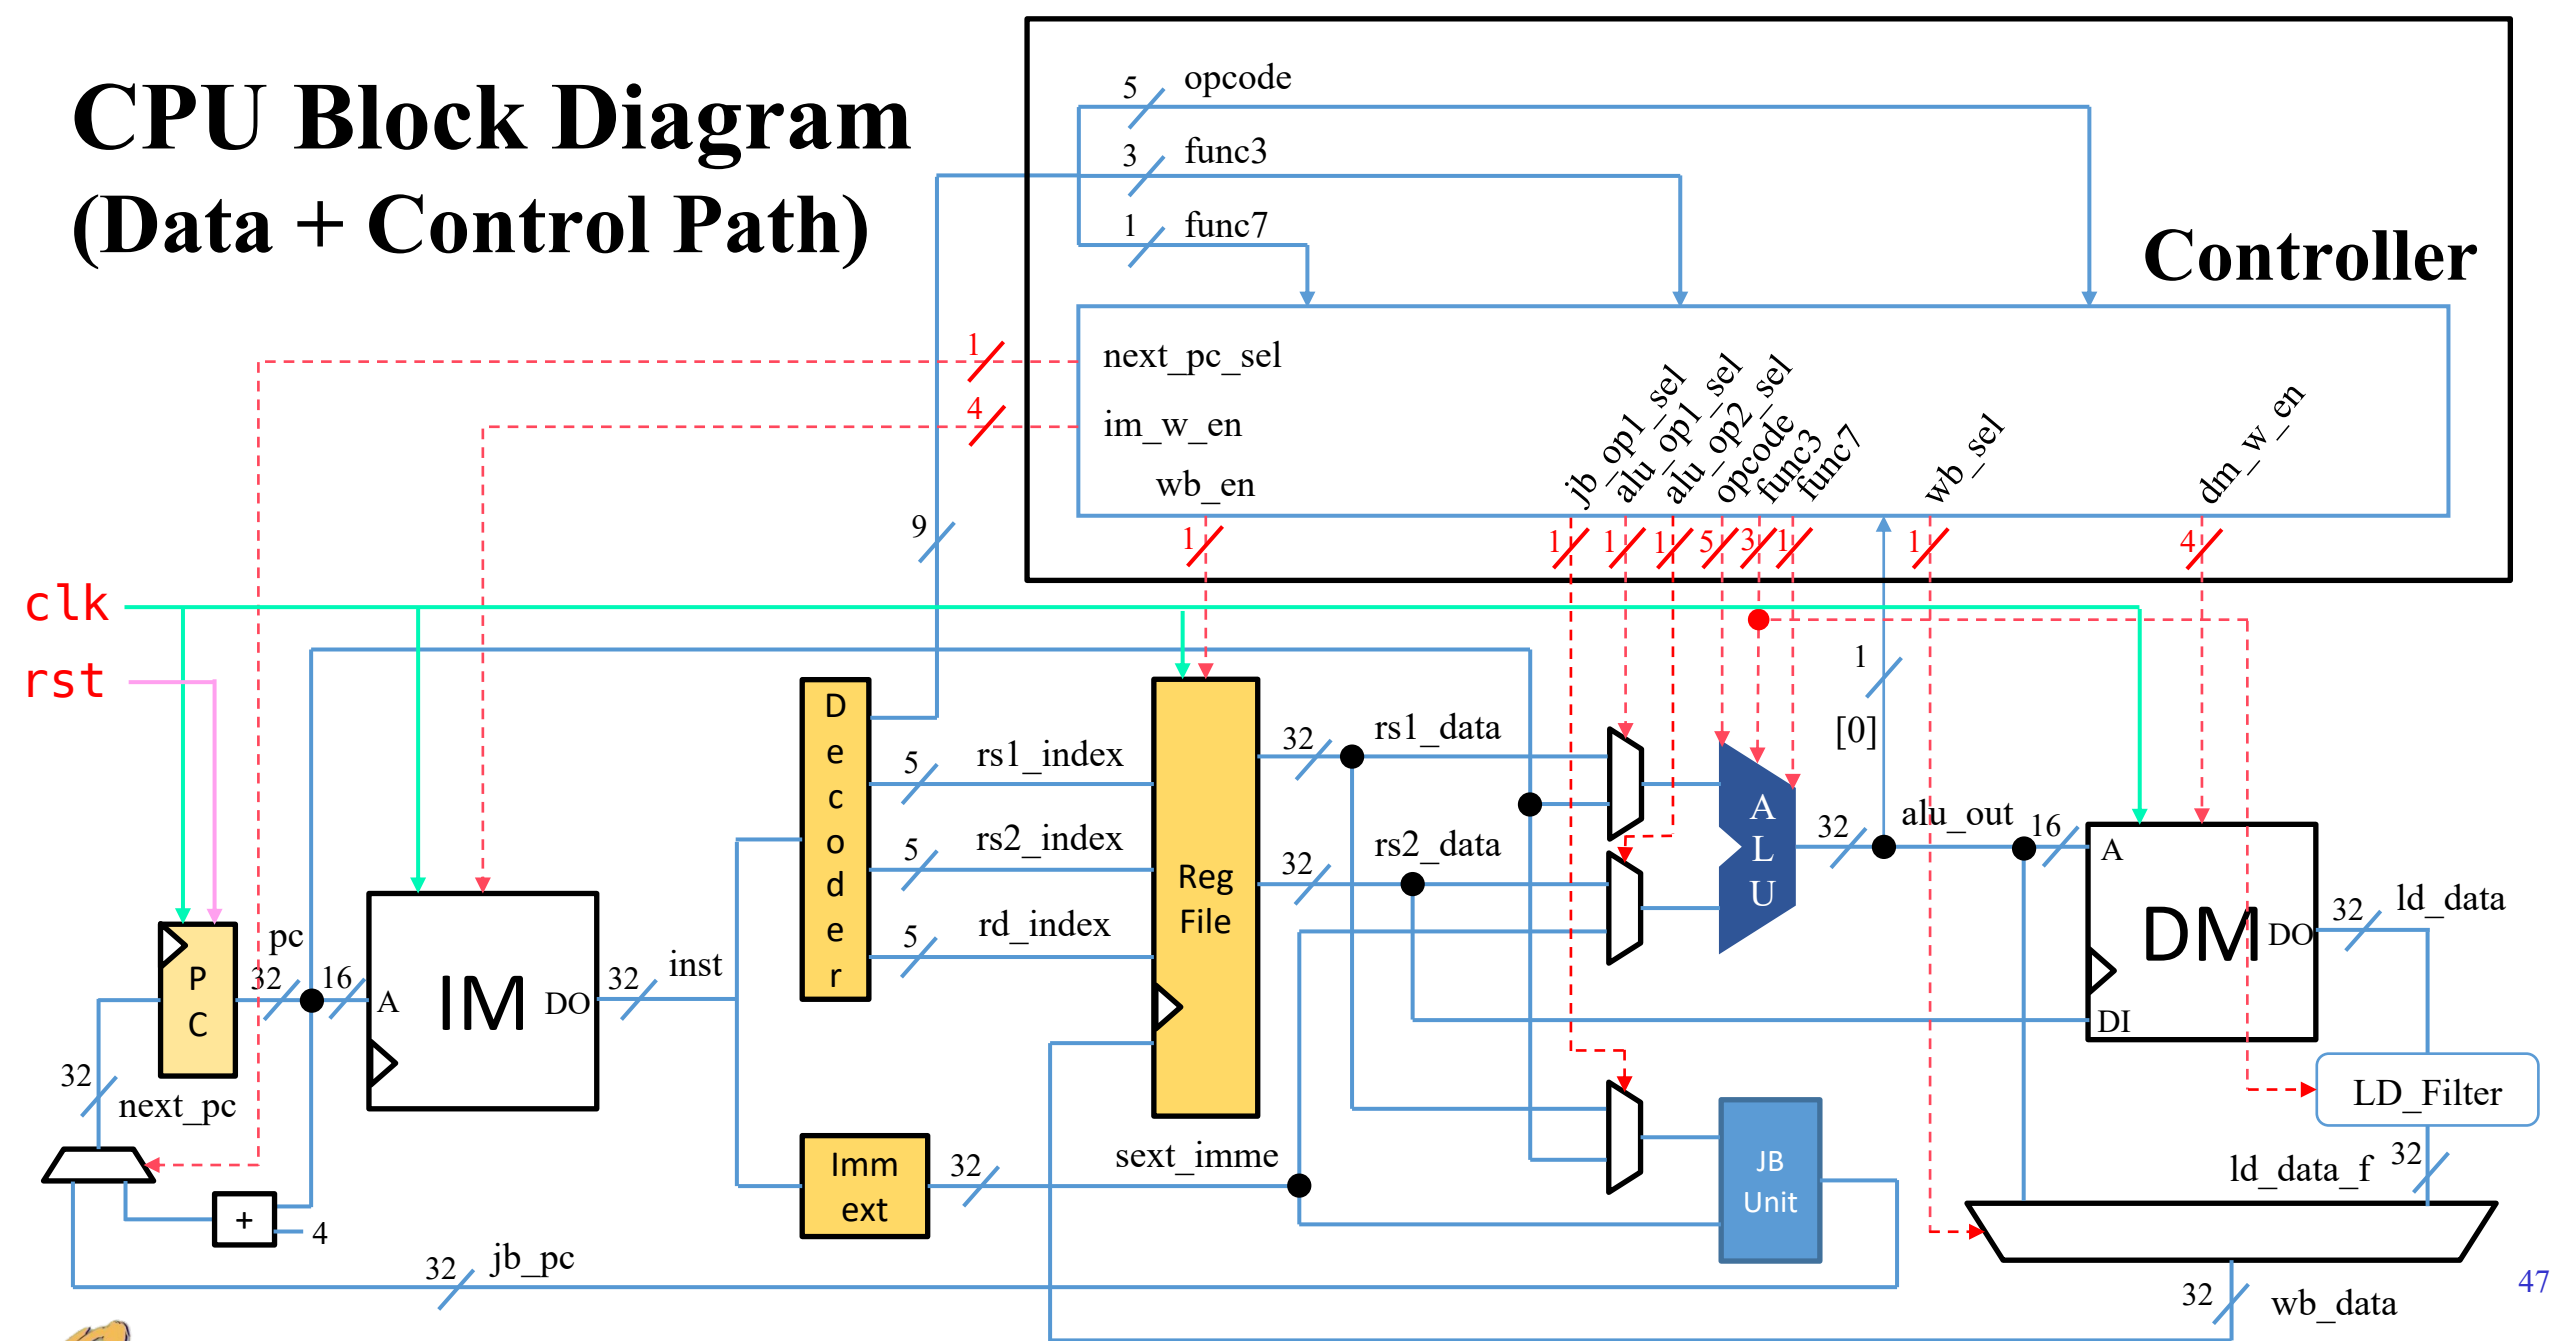 CPU Block Diagram
(Data + Control Path)
Controller
5 opcode
3 func3
1 func7
1
next_pc_sel
4
im_w_en
wb_en
jb_op1_sel
alu_op1_sel
alu_op2_sel
opcode
func3
func7
wb_sel
dm_w_en
9
1
1
1
1
5
3
1
1
4
clk
rst
1
[0]
Decoder
5 rs1_index
5 rs2_index
5 rd_index
Reg
File
32 rs1_data
32 rs2_data
ALU
32
alu_out
16
A
DM
DO
DI
32
ld_data
PC
pc
32
16
A
IM
DO
32
inst
32
next_pc
+
4
Imm
ext
32
sext_imme
JB
Unit
LD_Filter
ld_data_f
32
32
jb_pc
32
wb_data
47